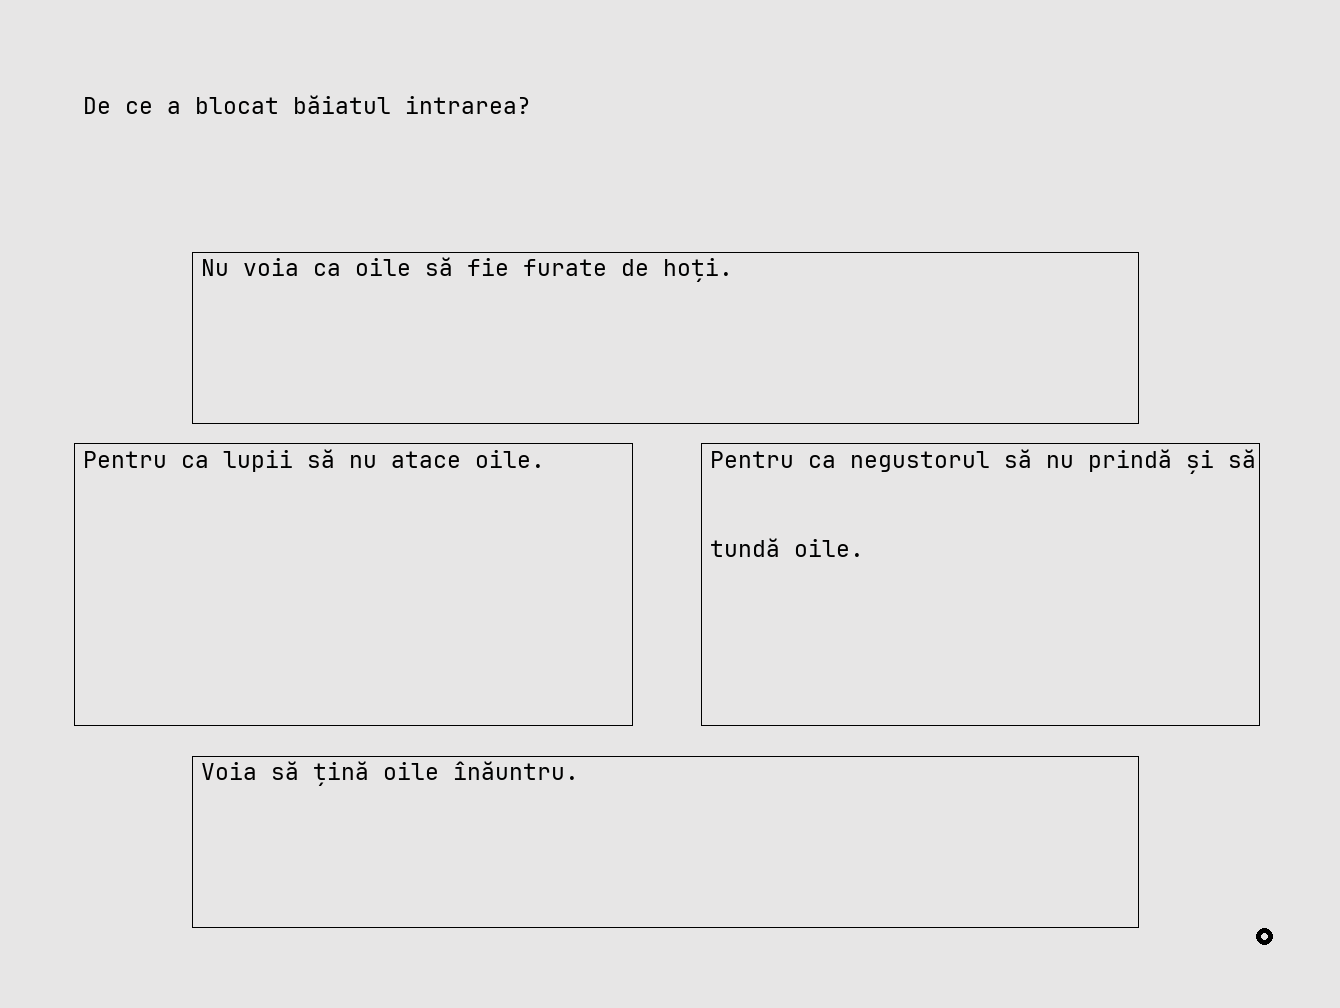 De ce a blocat băiatul intrarea?
Nu voia ca oile să fie furate de hoți.
Pentru ca lupii să nu atace oile.
Pentru ca negustorul să nu prindă și să
tundă oile.
Voia să țină oile înăuntru.